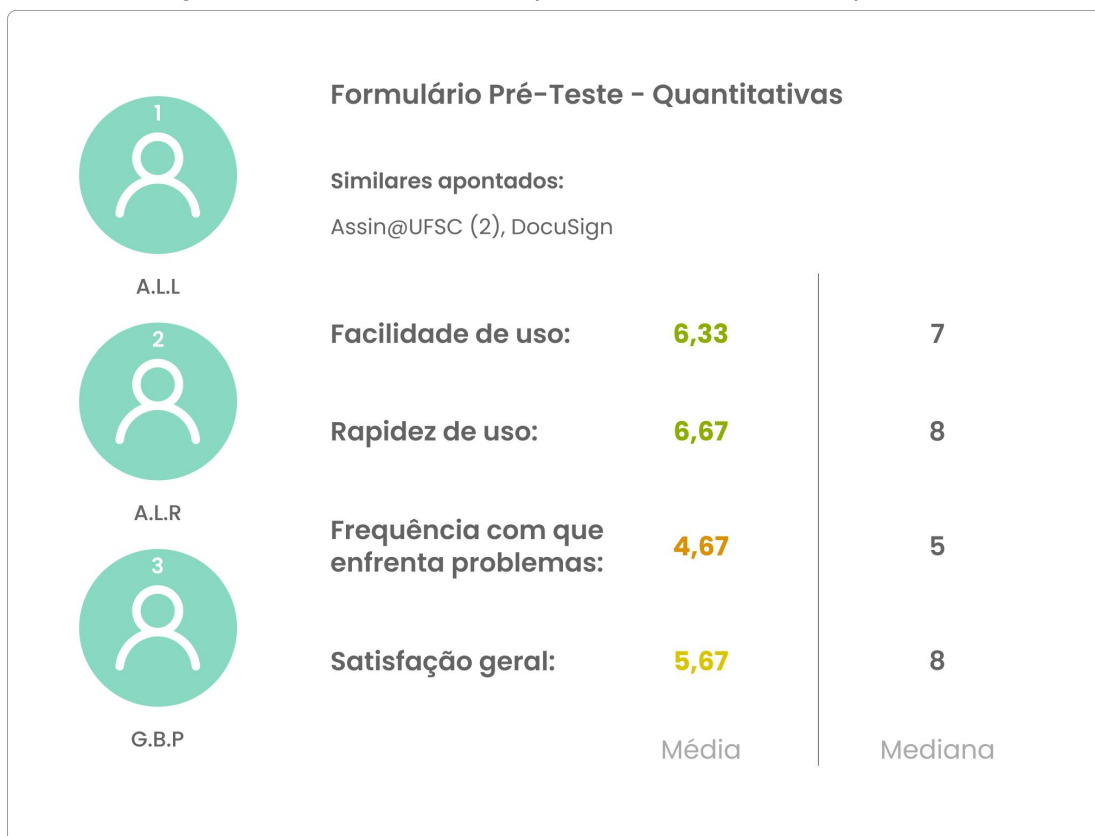 1
A.L.L
2
A.L.R
3
G.B.P
Formulário Pré-Teste - Quantitativas
Similares apontados:
Assin@UFSC (2), DocuSign
Facilidade de uso: 6,33 7
Rapidez de uso: 6,67 8
Frequência com que
enfrenta problemas: 4,67 5
Satisfação geral: 5,67 8
Média Mediana